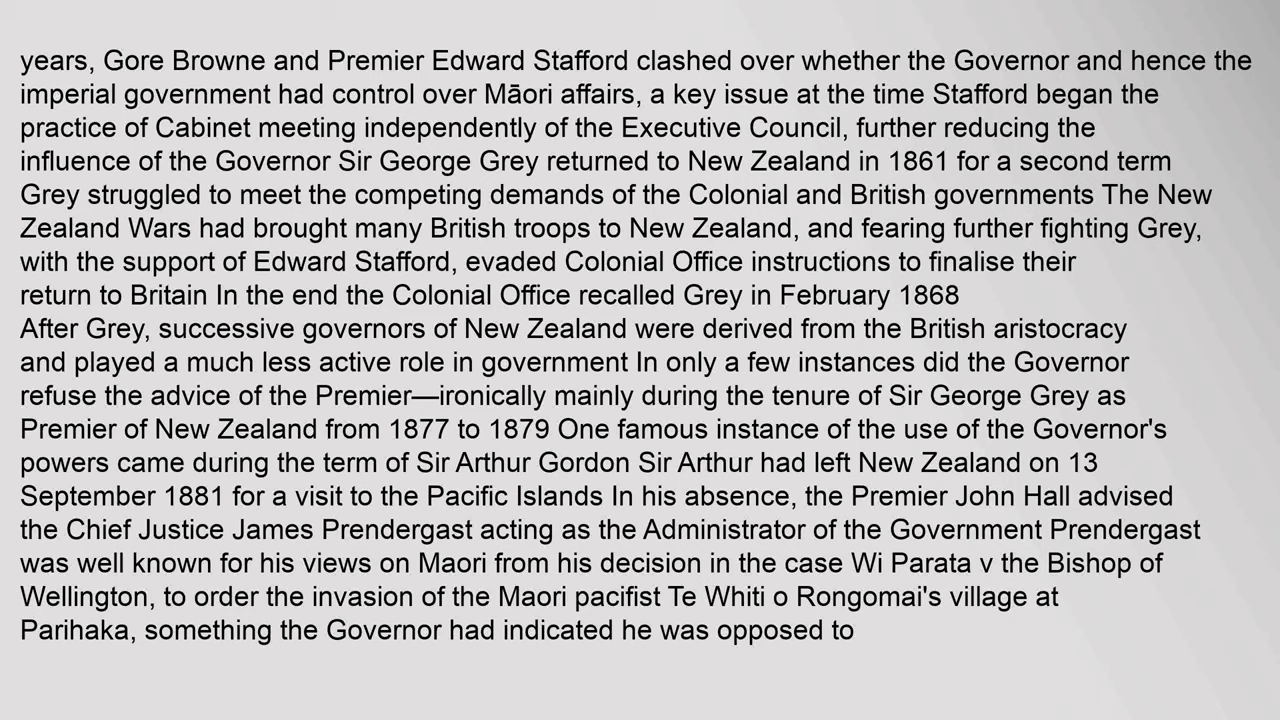 years, Gore Browne and Premier Edward Stafford clashed over whether the Governor and hence the
imperial government had control over Māori affairs, a key issue at the time Stafford began the
practice of Cabinet meeting independently of the Executive Council, further reducing the
influence of the Governor Sir George Grey returned to New Zealand in 1861 for a second term
Grey struggled to meet the competing demands of the Colonial and British governments The New
Zealand Wars had brought many British troops to New Zealand, and fearing further fighting Grey,
with the support of Edward Stafford, evaded Colonial Office instructions to finalise their
return to Britain In the end the Colonial Office recalled Grey in February 1868
After Grey, successive governors of New Zealand were derived from the British aristocracy
and played a much less active role in government In only a few instances did the Governor
refuse the advice of the Premier—ironically mainly during the tenure of Sir George Grey as
Premier of New Zealand from 1877 to 1879 One famous instance of the use of the Governor's
powers came during the term of Sir Arthur Gordon Sir Arthur had left New Zealand on 13
September 1881 for a visit to the Pacific Islands In his absence, the Premier John Hall advised
the Chief Justice James Prendergast acting as the Administrator of the Government Prendergast
was well known for his views on Maori from his decision in the case Wi Parata v the Bishop of
Wellington, to order the invasion of the Maori pacifist Te Whiti o Rongomai's village at
Parihaka, something the Governor had indicated he was opposed to